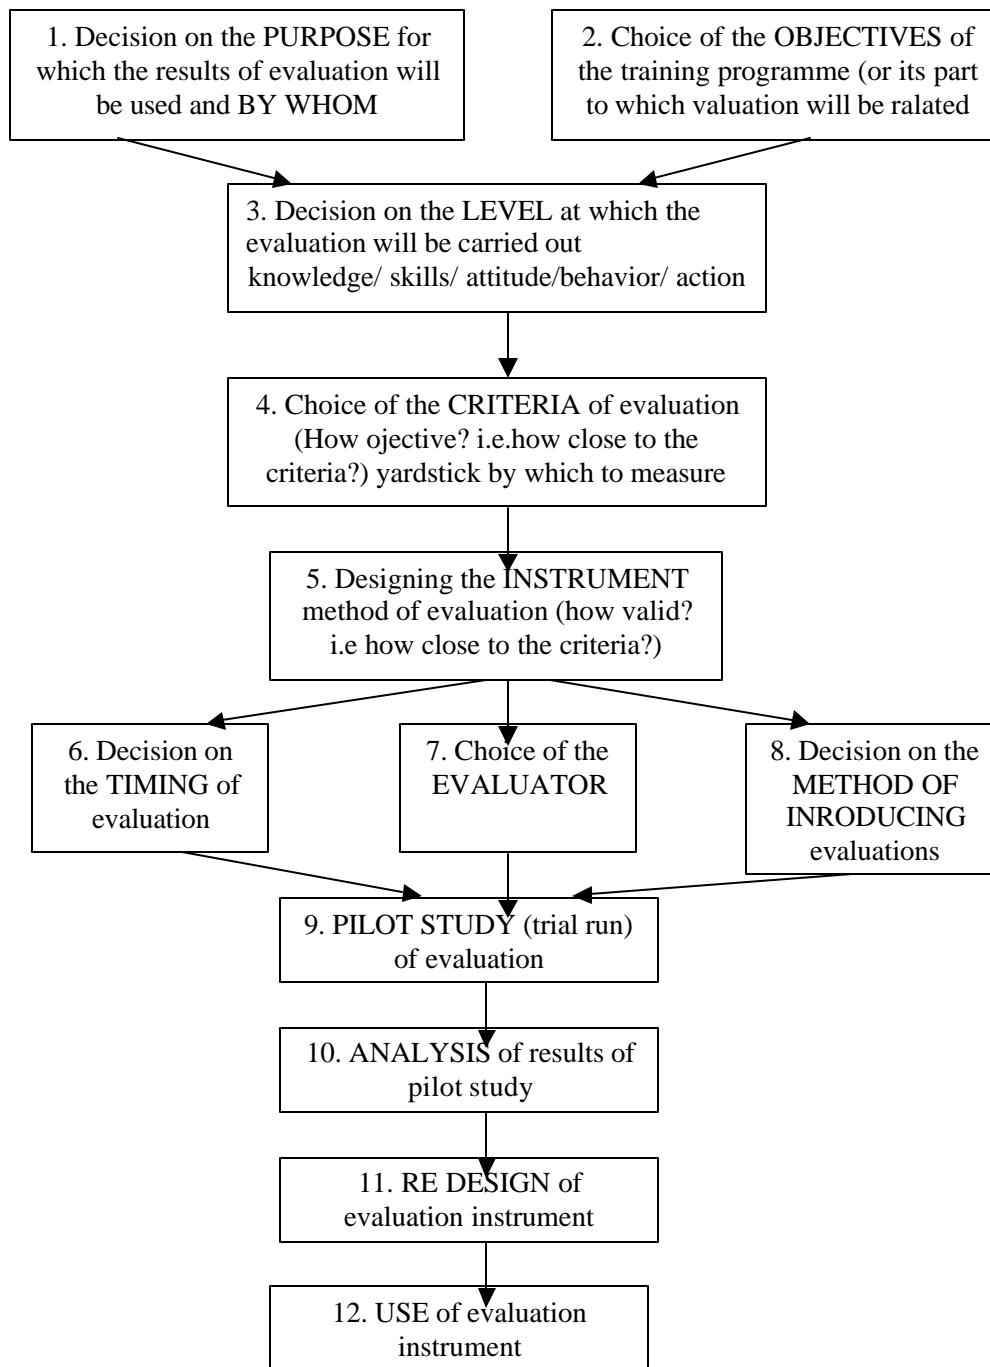 1. Decision on the PURPOSE for
which the results of evaluation will
be used and BY WHOM
2. Choice of the OBJECTIVES of
the training programme (or its part
to which valuation will be ralated
3. Decision on the LEVEL at which the
evaluation will be carried out
knowledge/ skills/ attitude/behavior/ action
4. Choice of the CRITERIA of evaluation
(How ojective? i.e.how close to the
criteria?) yardstick by which to measure
5. Designing the INSTRUMENT
method of evaluation (how valid?
i.e how close to the criteria?)
6. Decision on
the TIMING of
evaluation
7. Choice of the
EVALUATOR
8. Decision on the
METHOD OF
INRODUCING
evaluations
9. PILOT STUDY (trial run)
of evaluation
10. ANALYSIS of results of
pilot study
11. RE DESIGN of
evaluation instrument
12. USE of evaluation
instrument